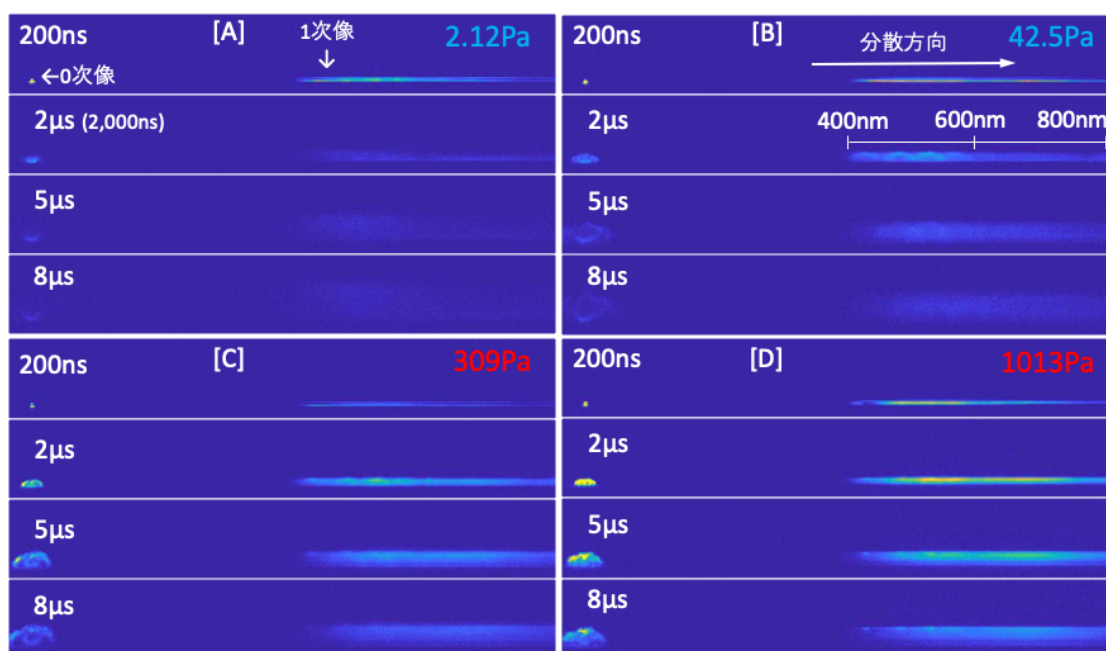 200ns [A] 1次像 2.12Pa
↓
←0次像
2μs (2,000ns)
5μs
8μs
200ns [B] 分散方向 42.5Pa
2μs 400nm 600nm 800nm
5μs
8μs
200ns [C] 309Pa
2μs
5μs
8μs
200ns [D] 1013Pa
2μs
5μs
8μs